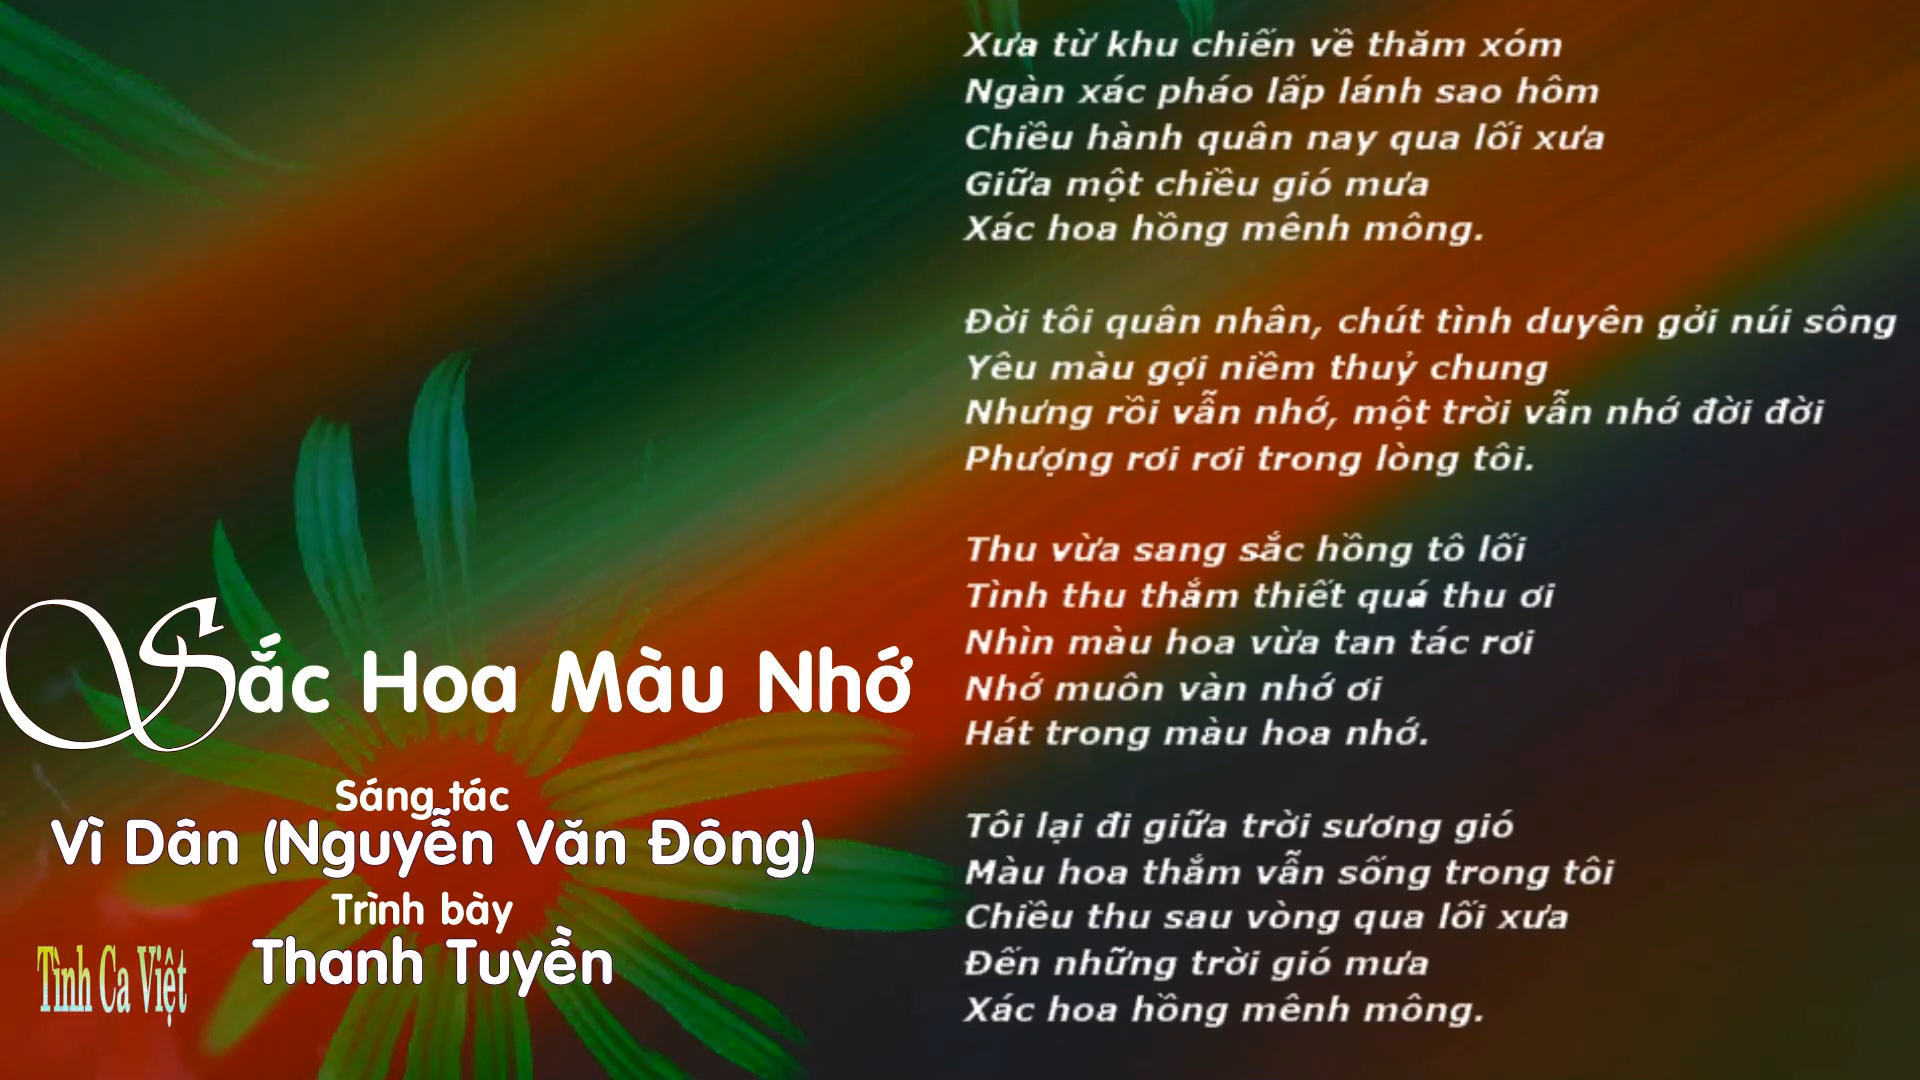 Sắc Hoa Màu Nhớ
Sáng tác
Vì Dân (Nguyễn Văn Đông)
Trình bày
Thanh Tuyền
Tình Ca Việt
Xưa từ khu chiến về thăm xóm
Ngàn xác pháo lấp lánh sao hôm
Chiều hành quân nay qua lối xưa
Giữa một chiều gió mưa
Xác hoa hồng mênh mông.
Đời tôi quân nhân, chút tình duyên gởi núi sông
Yêu màu gợi niềm thuỷ chung
Nhưng rồi vẫn nhớ, một trời vẫn nhớ đời đời
Phượng rơi rơi trong lòng tôi.
Thu vừa sang sắc hồng tô lối
Tình thu thắm thiết quá thu ơi
Nhìn màu hoa vừa tan tác rơi
Nhớ muôn vàn nhớ ơi
Hát trong màu hoa nhớ.
Tôi lại đi giữa trời sương gió
Màu hoa thắm vẫn sống trong tôi
Chiều thu sau vòng qua lối xưa
Đến những trời gió mưa
Xác hoa hồng mênh mông.